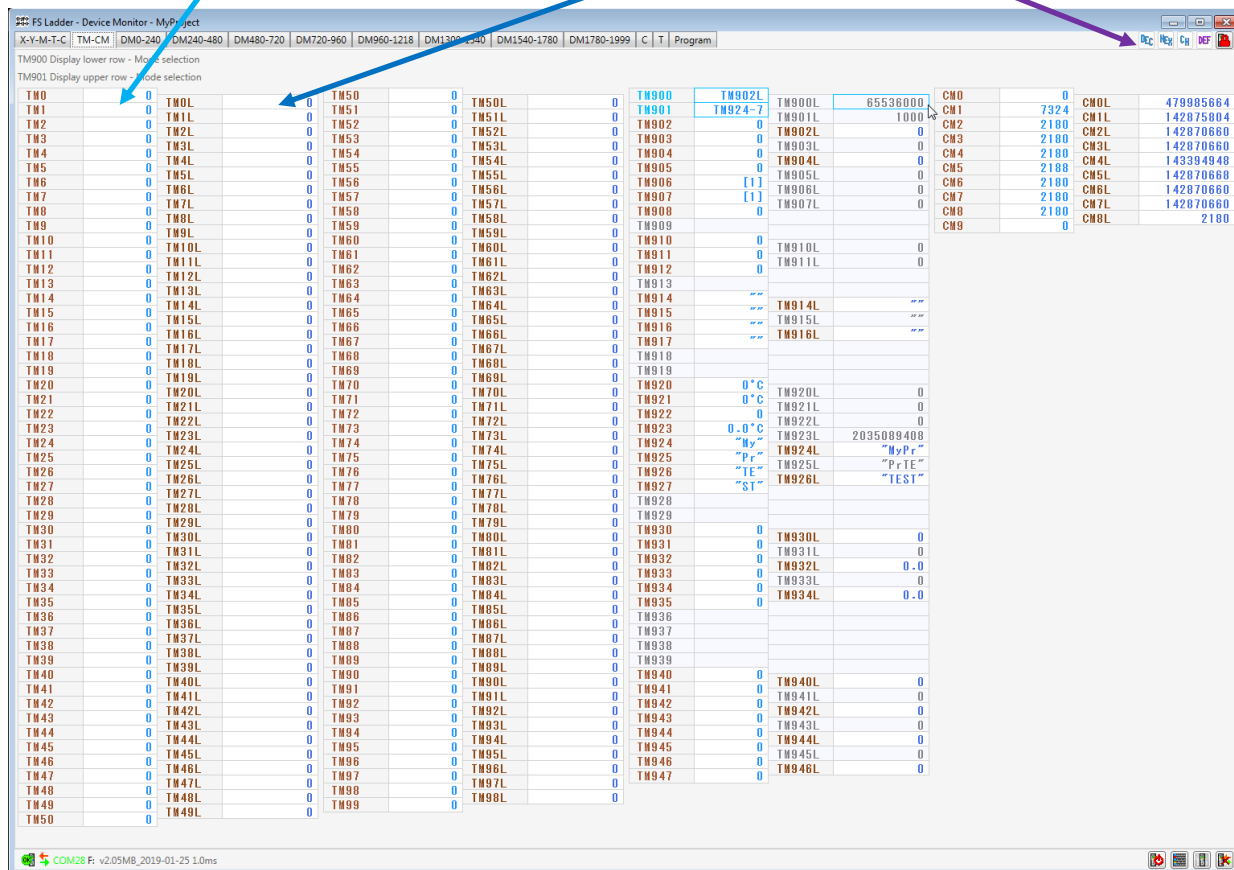 FS Ladder - Device Monitor - MyProject
X-Y-M-T-C TM-CM DM0-240 DM240-480 DM480-720 DM720-960 DM960-1218 DM1300-1540 DM1540-1780 DM1780-1999 C T Program DEC HEX CH DEF
TM900 Display lower row - Mode selection
TM901 Display upper row - Mode selection
TM0 0
TM1 0
TM2 0
TM3 0
TM4 0
TM5 0
TM6 0
TM7 0
TM8 0
TM9 0
TM10 0
TM11 0
TM12 0
TM13 0
TM14 0
TM15 0
TM16 0
TM17 0
TM18 0
TM19 0
TM20 0
TM21 0
TM22 0
TM23 0
TM24 0
TM25 0
TM26 0
TM27 0
TM28 0
TM29 0
TM30 0
TM31 0
TM32 0
TM33 0
TM34 0
TM35 0
TM36 0
TM37 0
TM38 0
TM39 0
TM40 0
TM41 0
TM42 0
TM43 0
TM44 0
TM45 0
TM46 0
TM47 0
TM48 0
TM49 0
TM50 0
TM0L 0
TM1L 0
TM2L 0
TM3L 0
TM4L 0
TM5L 0
TM6L 0
TM7L 0
TM8L 0
TM9L 0
TM10L 0
TM11L 0
TM12L 0
TM13L 0
TM14L 0
TM15L 0
TM16L 0
TM17L 0
TM18L 0
TM19L 0
TM20L 0
TM21L 0
TM22L 0
TM23L 0
TM24L 0
TM25L 0
TM26L 0
TM27L 0
TM28L 0
TM29L 0
TM30L 0
TM31L 0
TM32L 0
TM33L 0
TM34L 0
TM35L 0
TM36L 0
TM37L 0
TM38L 0
TM39L 0
TM40L 0
TM41L 0
TM42L 0
TM43L 0
TM44L 0
TM45L 0
TM46L 0
TM47L 0
TM48L 0
TM49L 0
TM50 0
TM51 0
TM52 0
TM53 0
TM54 0
TM55 0
TM56 0
TM57 0
TM58 0
TM59 0
TM60 0
TM61 0
TM62 0
TM63 0
TM64 0
TM65 0
TM66 0
TM67 0
TM68 0
TM69 0
TM70 0
TM71 0
TM72 0
TM73 0
TM74 0
TM75 0
TM76 0
TM77 0
TM78 0
TM79 0
TM80 0
TM81 0
TM82 0
TM83 0
TM84 0
TM85 0
TM86 0
TM87 0
TM88 0
TM89 0
TM90 0
TM91 0
TM92 0
TM93 0
TM94 0
TM95 0
TM96 0
TM97 0
TM98 0
TM99 0
TM50L 0
TM51L 0
TM52L 0
TM53L 0
TM54L 0
TM55L 0
TM56L 0
TM57L 0
TM58L 0
TM59L 0
TM60L 0
TM61L 0
TM62L 0
TM63L 0
TM64L 0
TM65L 0
TM66L 0
TM67L 0
TM68L 0
TM69L 0
TM70L 0
TM71L 0
TM72L 0
TM73L 0
TM74L 0
TM75L 0
TM76L 0
TM77L 0
TM78L 0
TM79L 0
TM80L 0
TM81L 0
TM82L 0
TM83L 0
TM84L 0
TM85L 0
TM86L 0
TM87L 0
TM88L 0
TM89L 0
TM90L 0
TM91L 0
TM92L 0
TM93L 0
TM94L 0
TM95L 0
TM96L 0
TM97L 0
TM98L 0
TM900 TM902L
TM901 TM924-7
TM902 0
TM903 0
TM904 0
TM905 0
TM906 [1]
TM907 [1]
TM908 0
TM909
TM910 0
TM911 0
TM912 0
TM913
TM914 ""
TM915 ""
TM916 ""
TM917 ""
TM918
TM919
TM920 0°C
TM921 0°C
TM922 0
TM923 0.0°C
TM924 "My"
TM925 "Pr"
TM926 "TE"
TM927 "ST"
TM928
TM929
TM930 0
TM931 0
TM932 0
TM933 0
TM934 0
TM935 0
TM936
TM937
TM938
TM939
TM940 0
TM941 0
TM942 0
TM943 0
TM944 0
TM945 0
TM946 0
TM947 0
TM900L 65536000
TM901L 1000
TM902L 0
TM903L 0
TM904L 0
TM905L 0
TM906L 0
TM907L 0
TM910L 0
TM911L 0
TM914L ""
TM915L ""
TM916L ""
TM920L 0
TM921L 0
TM922L 0
TM923L 2035089408
TM924L "MyPr"
TM925L "PrTE"
TM926L "TEST"
TM930L 0
TM931L 0
TM932L 0.0
TM933L 0
TM934L 0.0
TM940L 0
TM941L 0
TM942L 0
TM943L 0
TM944L 0
TM945L 0
TM946L 0
CM0 0
CM1 7324
CM2 2180
CM3 2180
CM4 2180
CM5 2188
CM6 2180
CM7 2180
CM8 2180
CM9 0
CM0L 479985664
CM1L 142875804
CM2L 142870660
CM3L 142870660
CM4L 143394948
CM5L 142870668
CM6L 142870660
CM7L 142870660
CM8L 2180
COM28 F: v2.05MB_2019-01-25 1.0ms